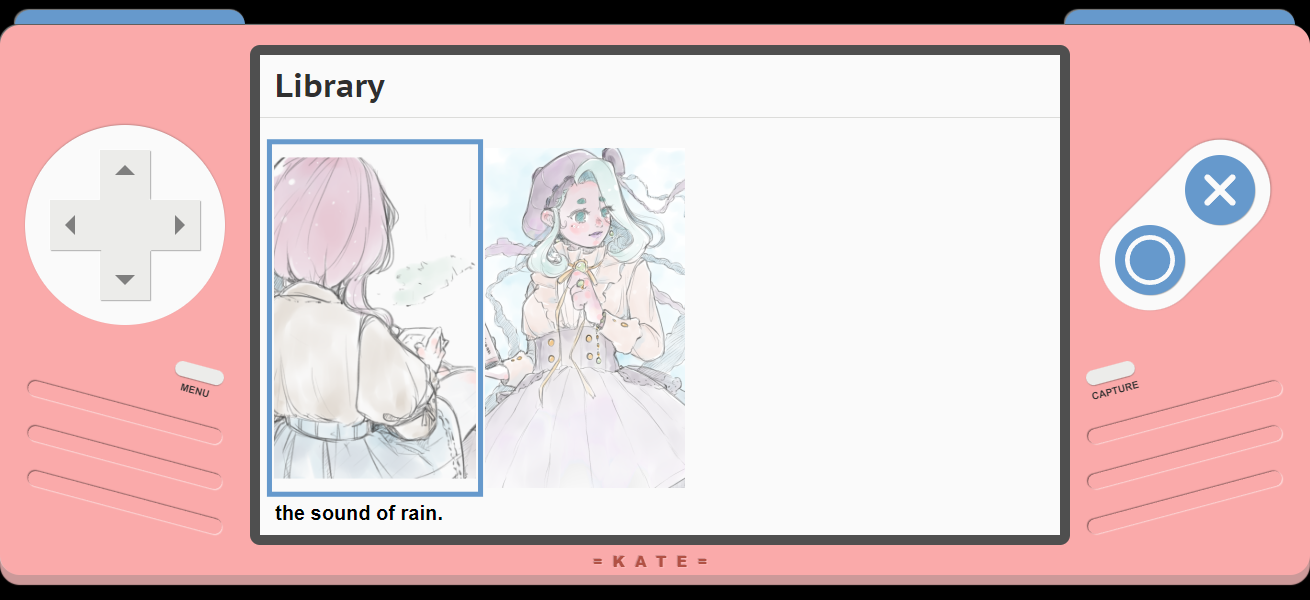 Library
MENU
CAPTURE
the sound of rain.
= K A T E =